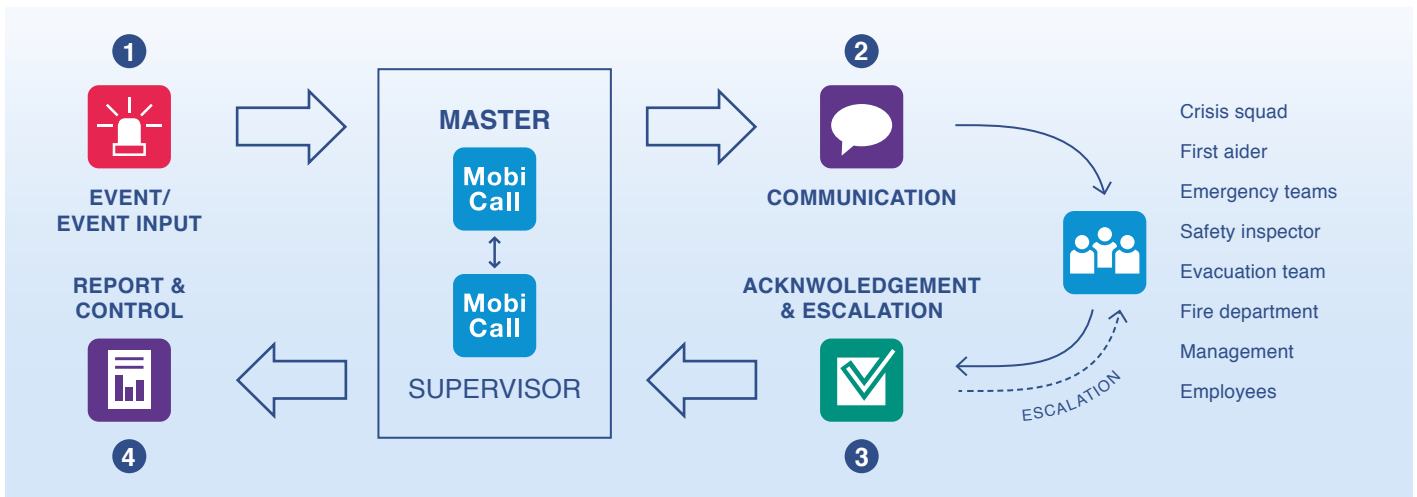 1
EVENT/
EVENT INPUT
MASTER
Mobi
Call
Mobi
Call
SUPERVISOR
2
COMMUNICATION
Crisis squad
First aider
Emergency teams
Safety inspector
Evacuation team
Fire department
Management
Employees
ACKNWOLEDGEMENT
& ESCALATION
3
ESCALATION
REPORT &
CONTROL
4